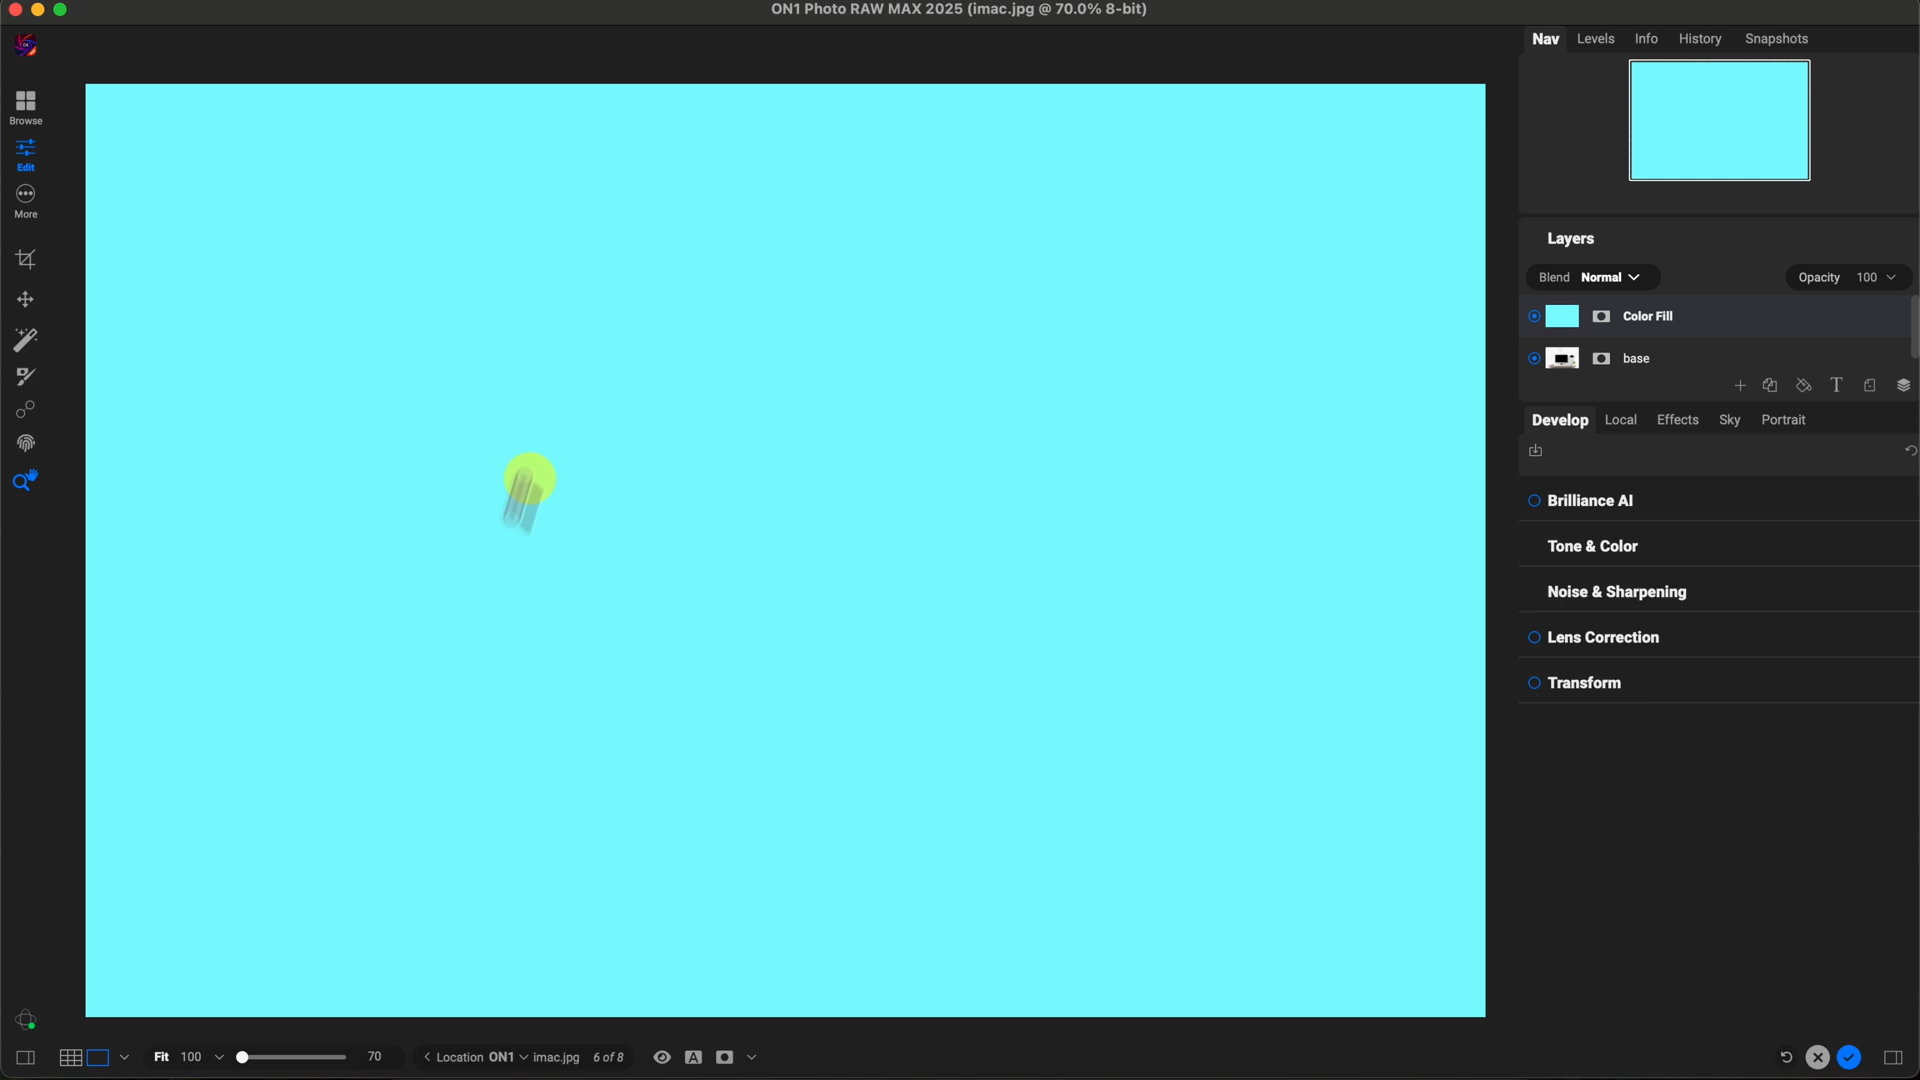 ON1 Photo RAW MAX 2025 (imac.jpg @ 70.0% 8-bit)
Nav Levels Info History Snapshots
Browse
Edit
More
Layers
Blend Normal Opacity 100
Color Fill
base
T
Develop Local Effects Sky Portrait
Brilliance AI
Tone & Color
Noise & Sharpening
Lens Correction
Transform
Fit 100 70 Location ON1 imac.jpg 6 of 8 A